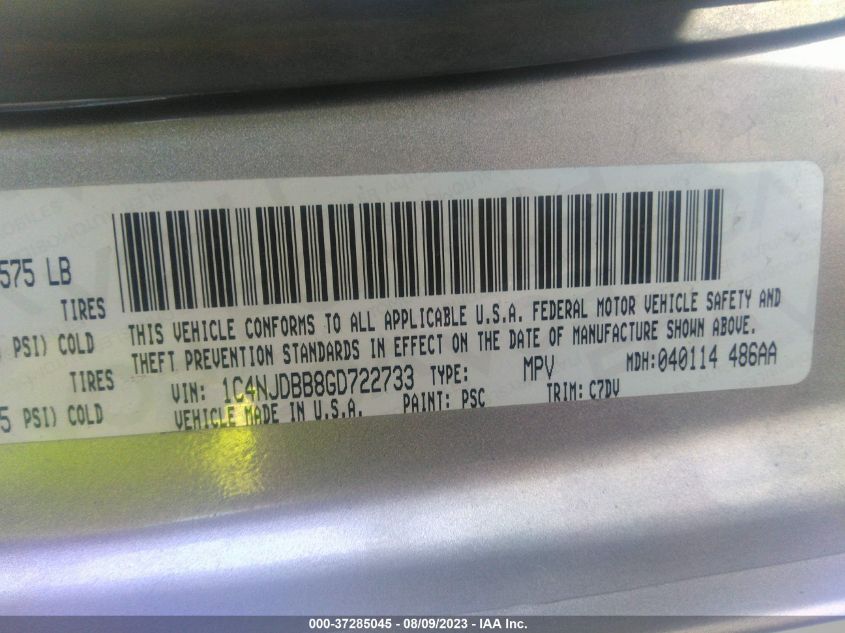 575 LB
TIRES
PSI) COLD
TIRES
5 PSI) COLD
THIS VEHICLE CONFORMS TO ALL APPLICABLE U.S.A. FEDERAL MOTOR VEHICLE SAFETY AND
THEFT PREVENTION STANDARDS IN EFFECT ON THE DATE OF MANUFACTURE SHOWN ABOVE.
VIN: 1C4NJDBB8GD722733 TYPE: MPV MDH: 040114 486AA
VEHICLE MADE IN U.S.A. PAINT: PSC TRIM: C7DV
000-37285045 - 08/09/2023 - IAA Inc.